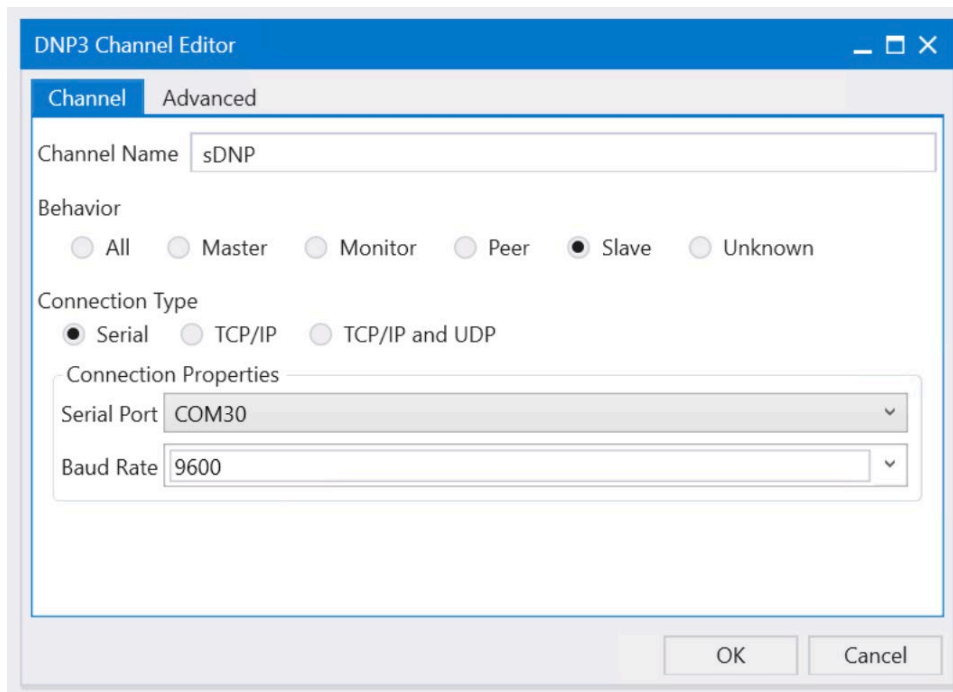 DNP3 Channel Editor
Channel Advanced
Channel Name sDNP
Behavior
All Master Monitor Peer Slave Unknown
Connection Type
Serial TCP/IP TCP/IP and UDP
Connection Properties
Serial Port COM30
Baud Rate 9600
OK Cancel